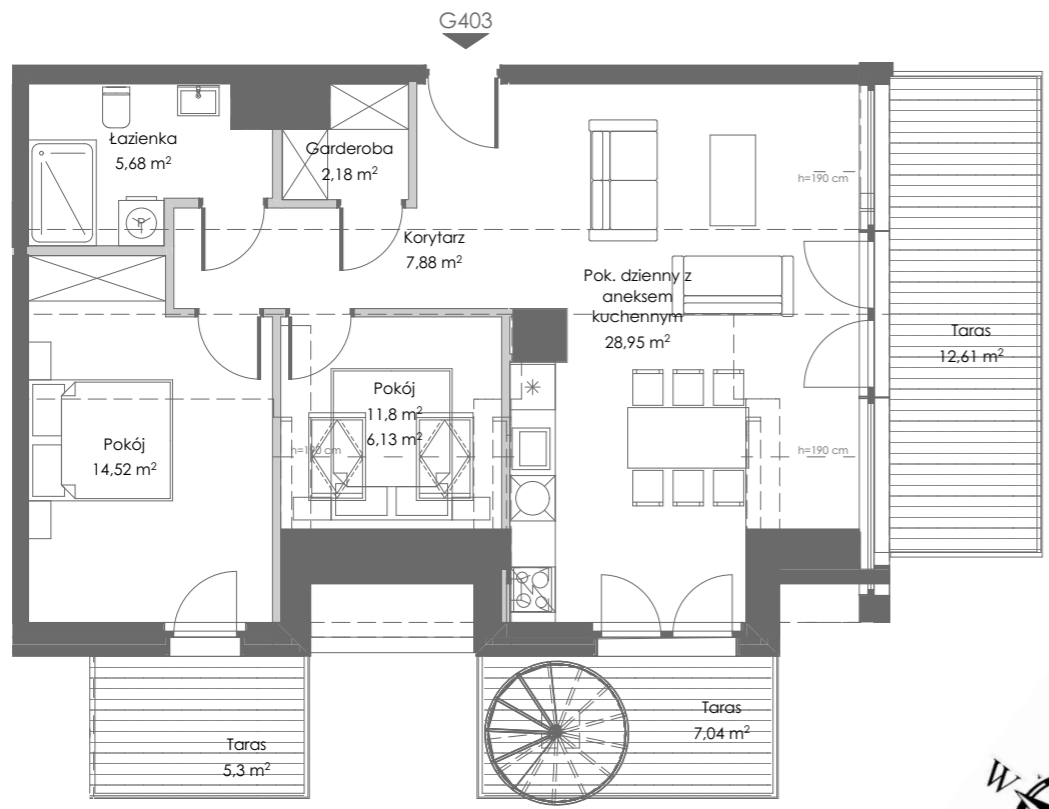 G403
Łazienka
5,68 m²
Garderoba
2,18 m²
h=190 cm
Korytarz
7,88 m²
Pok. dzienny z
aneksem
kuchennym
28,95 m²
Taras
12,61 m²
Pokój
11,8 m²
6,13 m²
Pokój
14,52 m²
h=190 cm
h=190 cm
Taras
7,04 m²
Taras
5,3 m²
W